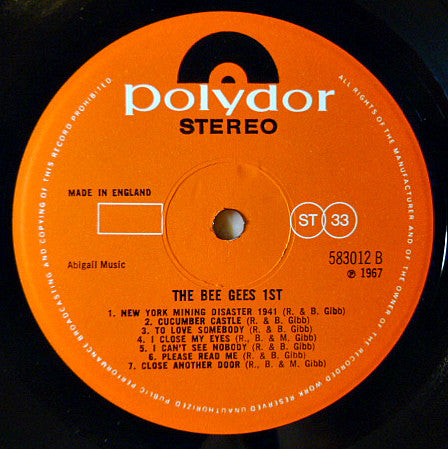 polydor
STEREO
MADE IN ENGLAND
ST 33
Abigail Music
583012 B
℗ 1967
THE BEE GEES 1ST
1. NEW YORK MINING DISASTER 1941 (R. & B. Gibb)
2. CUCUMBER CASTLE (R. & B. Gibb)
3. TO LOVE SOMEBODY (R. & B. Gibb)
4. I CLOSE MY EYES (R., B. & M. Gibb)
5. I CAN'T SEE NOBODY (R. & B. Gibb)
6. PLEASE READ ME (R. & B. Gibb)
7. CLOSE ANOTHER DOOR (R., B. & M. Gibb)
ALL RIGHTS OF THE MANUFACTURER AND OF THE OWNER OF THE RECORDED WORK RESERVED UNAUTHORIZED PUBLIC PERFORMANCE BROADCASTING AND COPYING OF THIS RECORD PROHIBITED